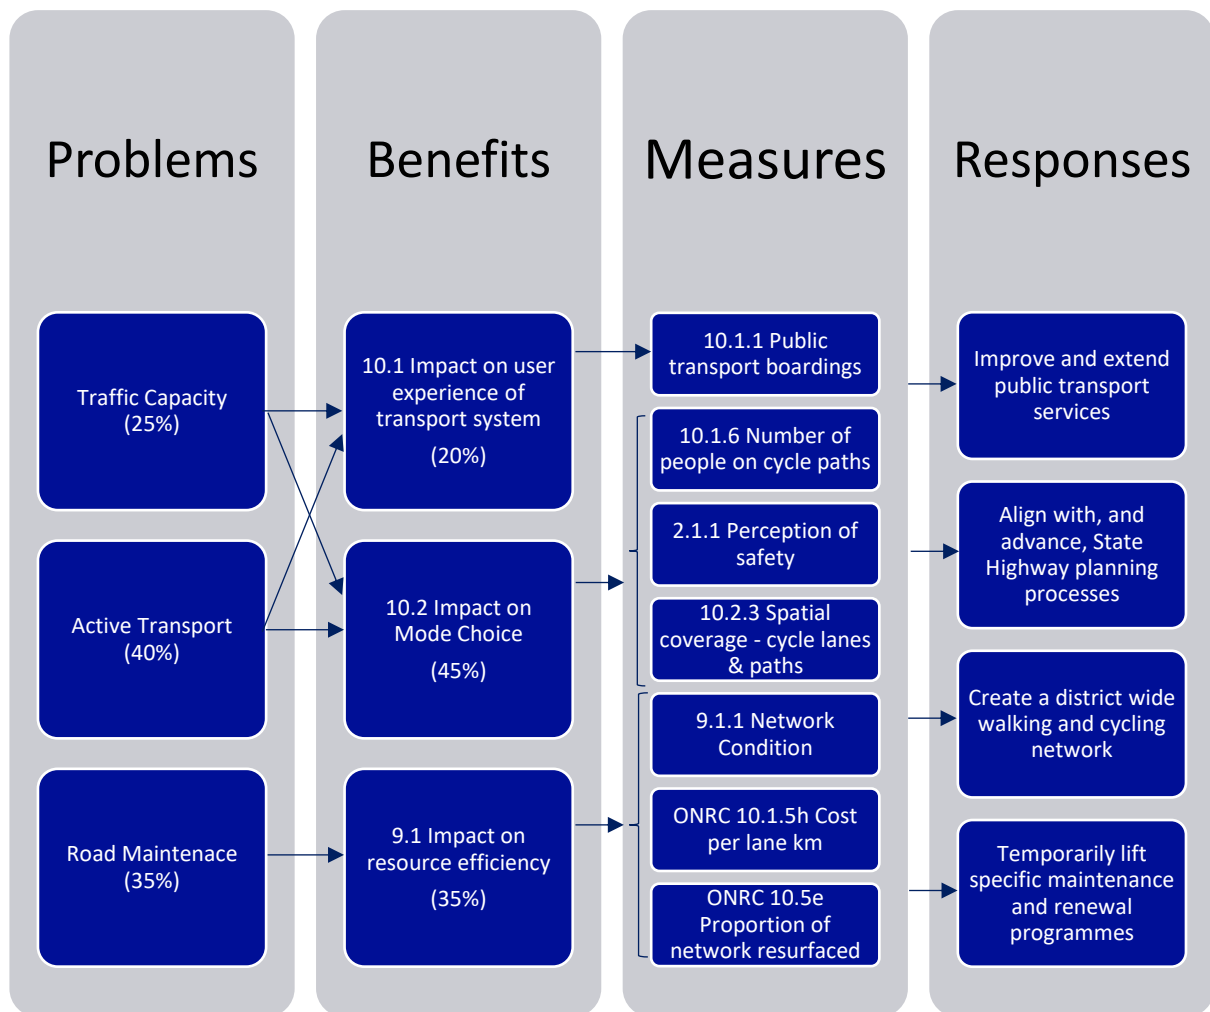 Problems
Traffic Capacity
(25%)
Active Transport
(40%)
Road Maintenace
(35%)
Benefits
10.1 Impact on user
experience of
transport system
(20%)
10.2 Impact on
Mode Choice
(45%)
9.1 Impact on
resource efficiency
(35%)
Measures
10.1.1 Public
transport boardings
10.1.6 Number of
people on cycle paths
2.1.1 Perception of
safety
10.2.3 Spatial
coverage - cycle lanes
& paths
9.1.1 Network
Condition
ONRC 10.1.5h Cost
per lane km
ONRC 10.5e
Proportion of
network resurfaced
Responses
Improve and extend
public transport
services
Align with, and
advance, State
Highway planning
processes
Create a district wide
walking and cycling
network
Temporarily lift
specific maintenance
and renewal
programmes